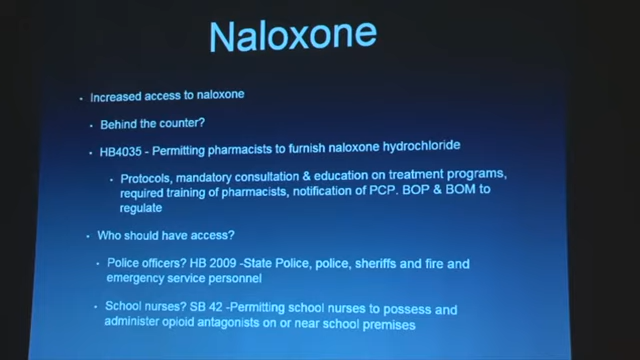 Naloxone
• Increased access to naloxone
• Behind the counter?
• HB4035 - Permitting pharmacists to furnish naloxone hydrochloride
• Protocols, mandatory consultation & education on treatment programs,
required training of pharmacists, notification of PCP. BOP & BOM to
regulate
• Who should have access?
• Police officers? HB 2009 -State Police, police, sheriffs and fire and
emergency service personnel
• School nurses? SB 42 -Permitting school nurses to possess and
administer opioid antagonists on or near school premises